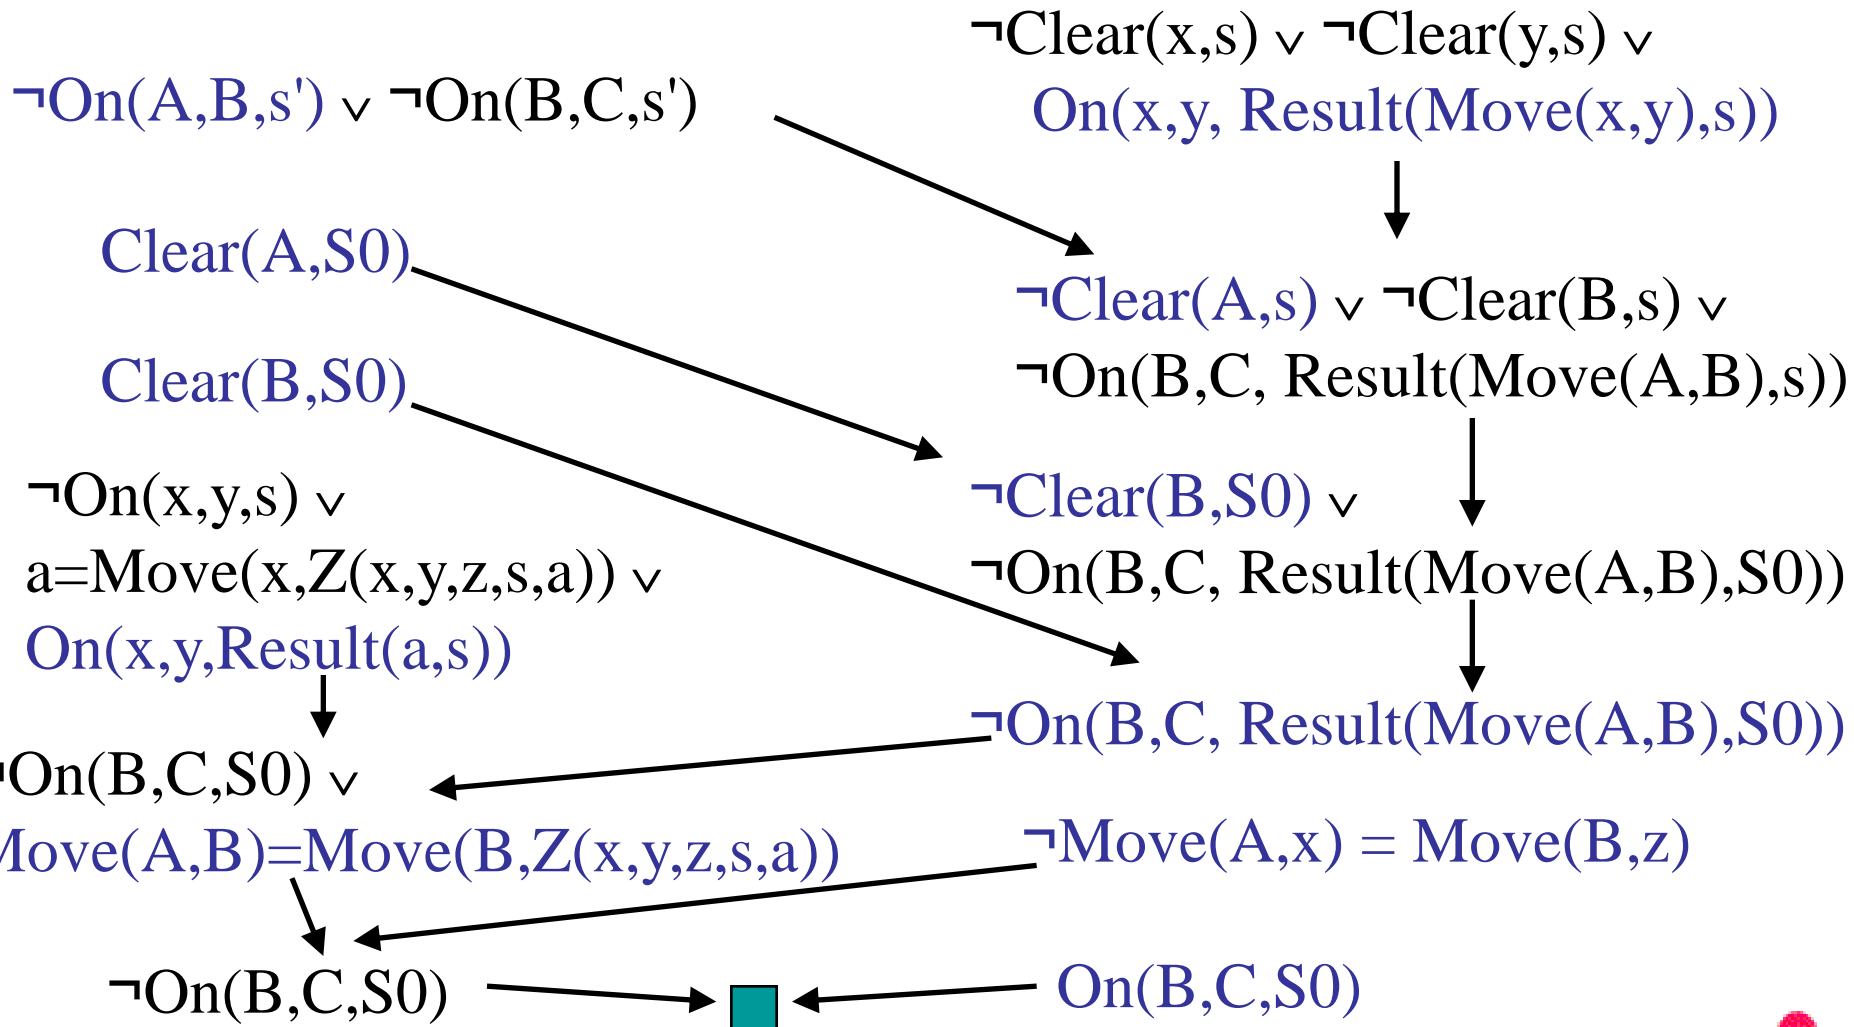 ¬Clear(x,s) ∨ ¬Clear(y,s) ∨
¬On(A,B,s') ∨ ¬On(B,C,s')
On(x,y, Result(Move(x,y),s))
Clear(A,S0)
¬Clear(A,s) ∨ ¬Clear(B,s) ∨
Clear(B,S0)
¬On(B,C, Result(Move(A,B),s))
¬On(x,y,s) ∨
¬Clear(B,S0) ∨
a=Move(x,Z(x,y,z,s,a)) ∨
¬On(B,C, Result(Move(A,B),S0))
On(x,y,Result(a,s))
¬On(B,C, Result(Move(A,B),S0))
¬On(B,C,S0) ∨
Move(A,B)=Move(B,Z(x,y,z,s,a))
¬Move(A,x) = Move(B,z)
¬On(B,C,S0)
On(B,C,S0)